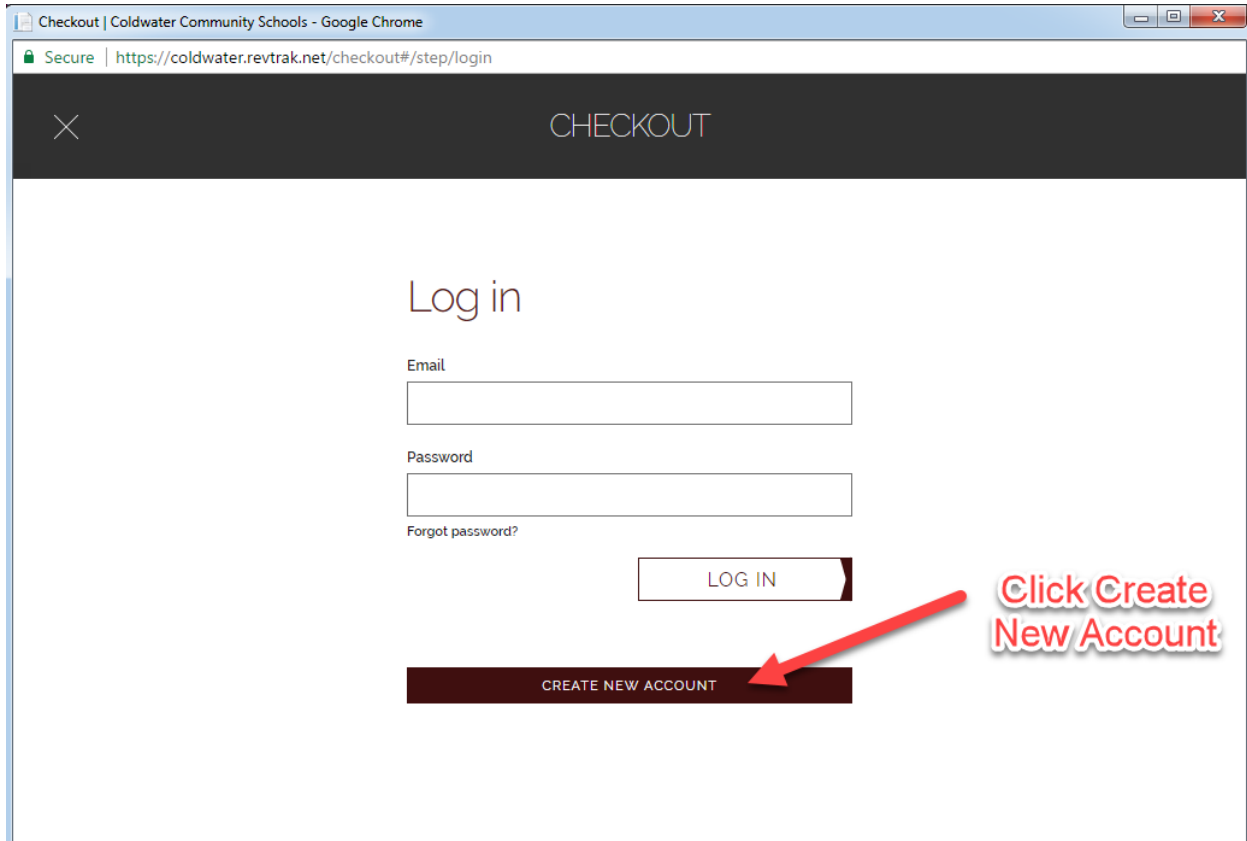 Checkout | Coldwater Community Schools - Google Chrome
Secure | https://coldwater.revtrak.net/checkout#/step/login
CHECKOUT
Log in
Email
Password
Forgot password?
LOG IN
Click Create
New Account
CREATE NEW ACCOUNT